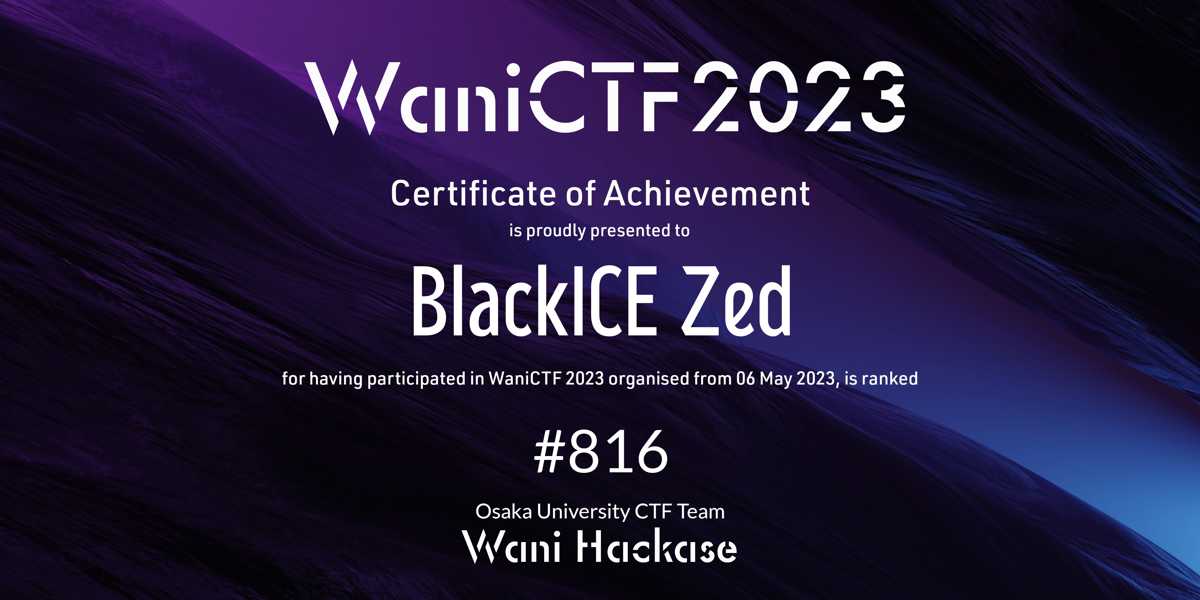 WaniCTF2023
Certificate of Achievement
is proudly presented to
BlackICE Zed
for having participated in WaniCTF 2023 organised from 06 May 2023, is ranked
#816
Osaka University CTF Team
Wani Hackase